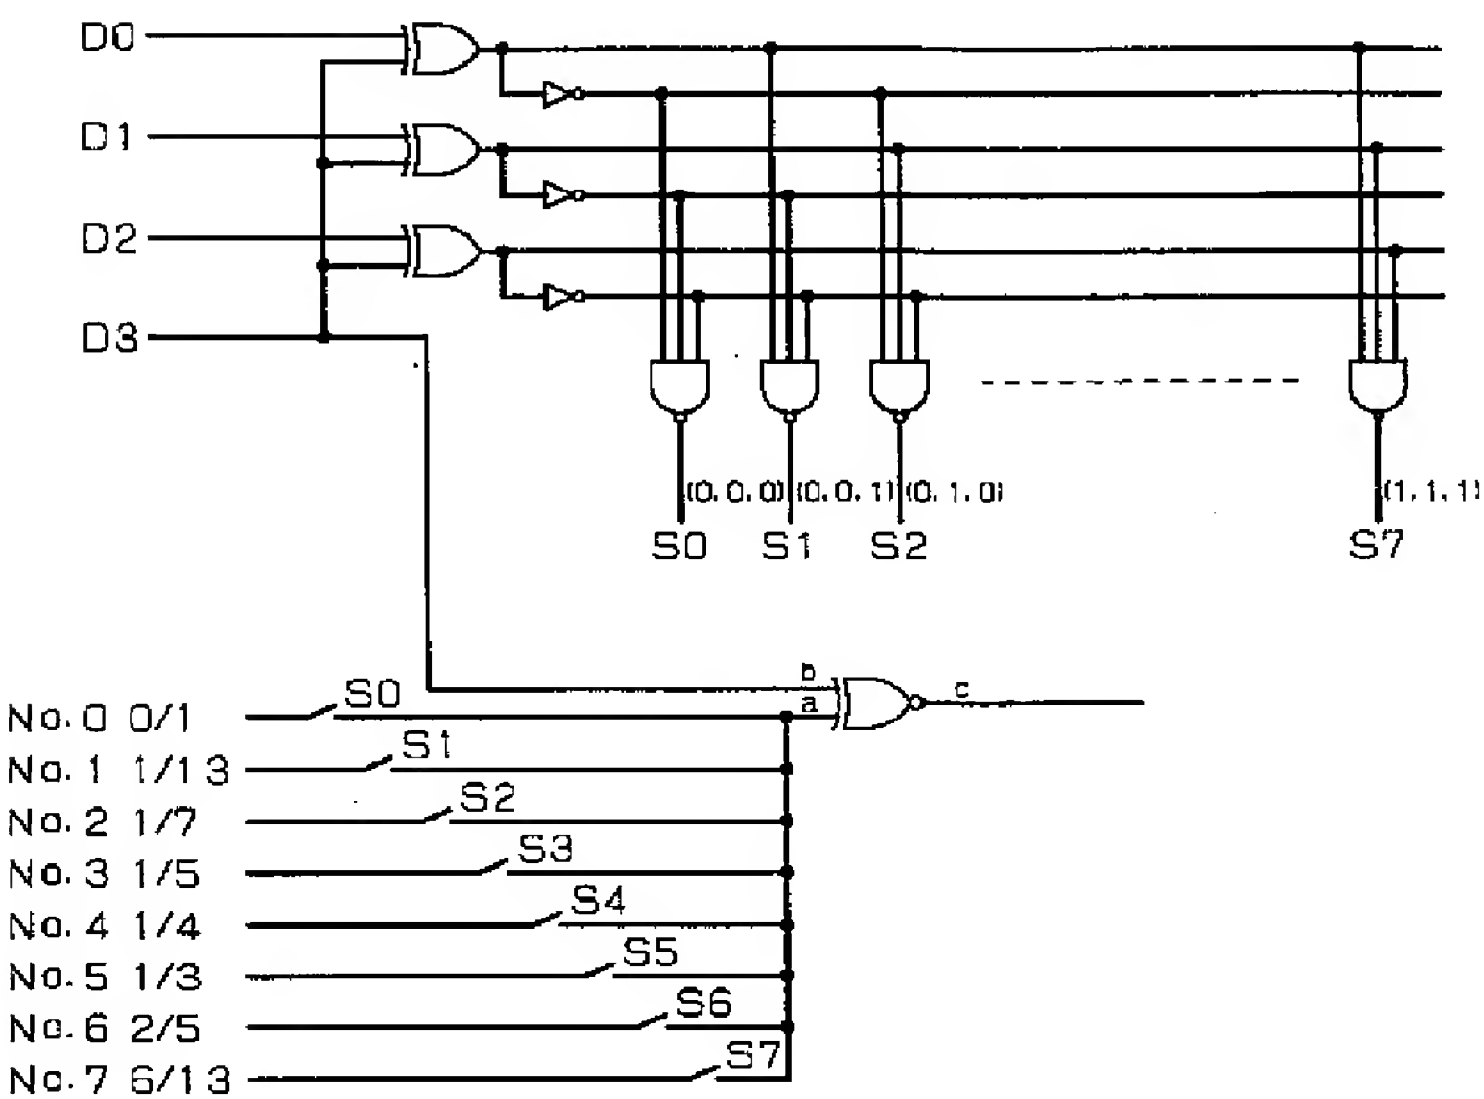 D0
D1
D2
D3
(0, 0, 0) (0, 0, 1) (0, 1, 0) (1, 1, 1)
S0 S1 S2 S7
b
a
c
No. 0 0/1 S0
No. 1 1/13 S1
No. 2 1/7 S2
No. 3 1/5 S3
No. 4 1/4 S4
No. 5 1/3 S5
No. 6 2/5 S6
No. 7 6/13 S7